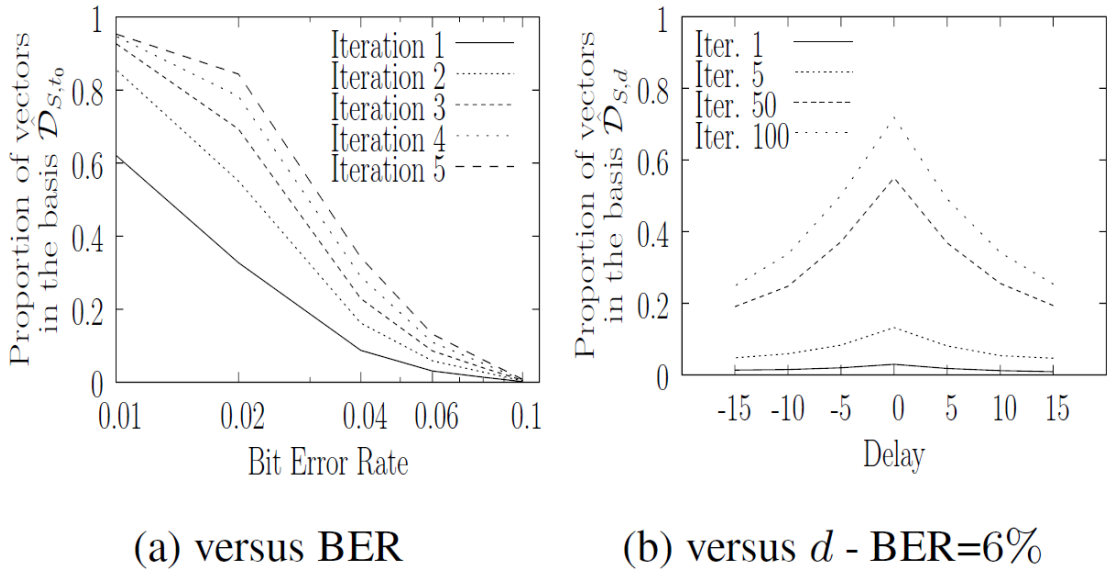 Proportion of vectors
in the basis 𝒟̂_{S,t₀}
1
0.8
0.6
0.4
0.2
0
Iteration 1
Iteration 2
Iteration 3
Iteration 4
Iteration 5
0.01 0.02 0.04 0.06 0.1
Bit Error Rate
(a) versus BER
Proportion of vectors
in the basis 𝒟̂_{S,d}
1
0.8
0.6
0.4
0.2
0
Iter. 1
Iter. 5
Iter. 50
Iter. 100
-15 -10 -5 0 5 10 15
Delay
(b) versus d - BER=6%